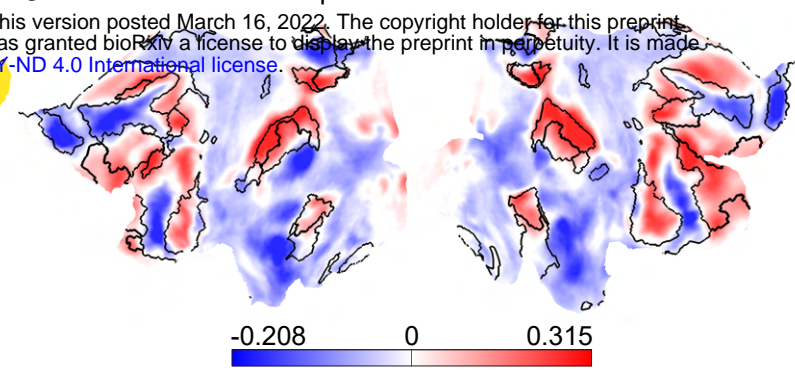 his version posted March 16, 2022. The copyright holder for this preprint
as granted bioRxiv a license to display the preprint in perpetuity. It is made
Y-ND 4.0 International license.
-0.208 0 0.315